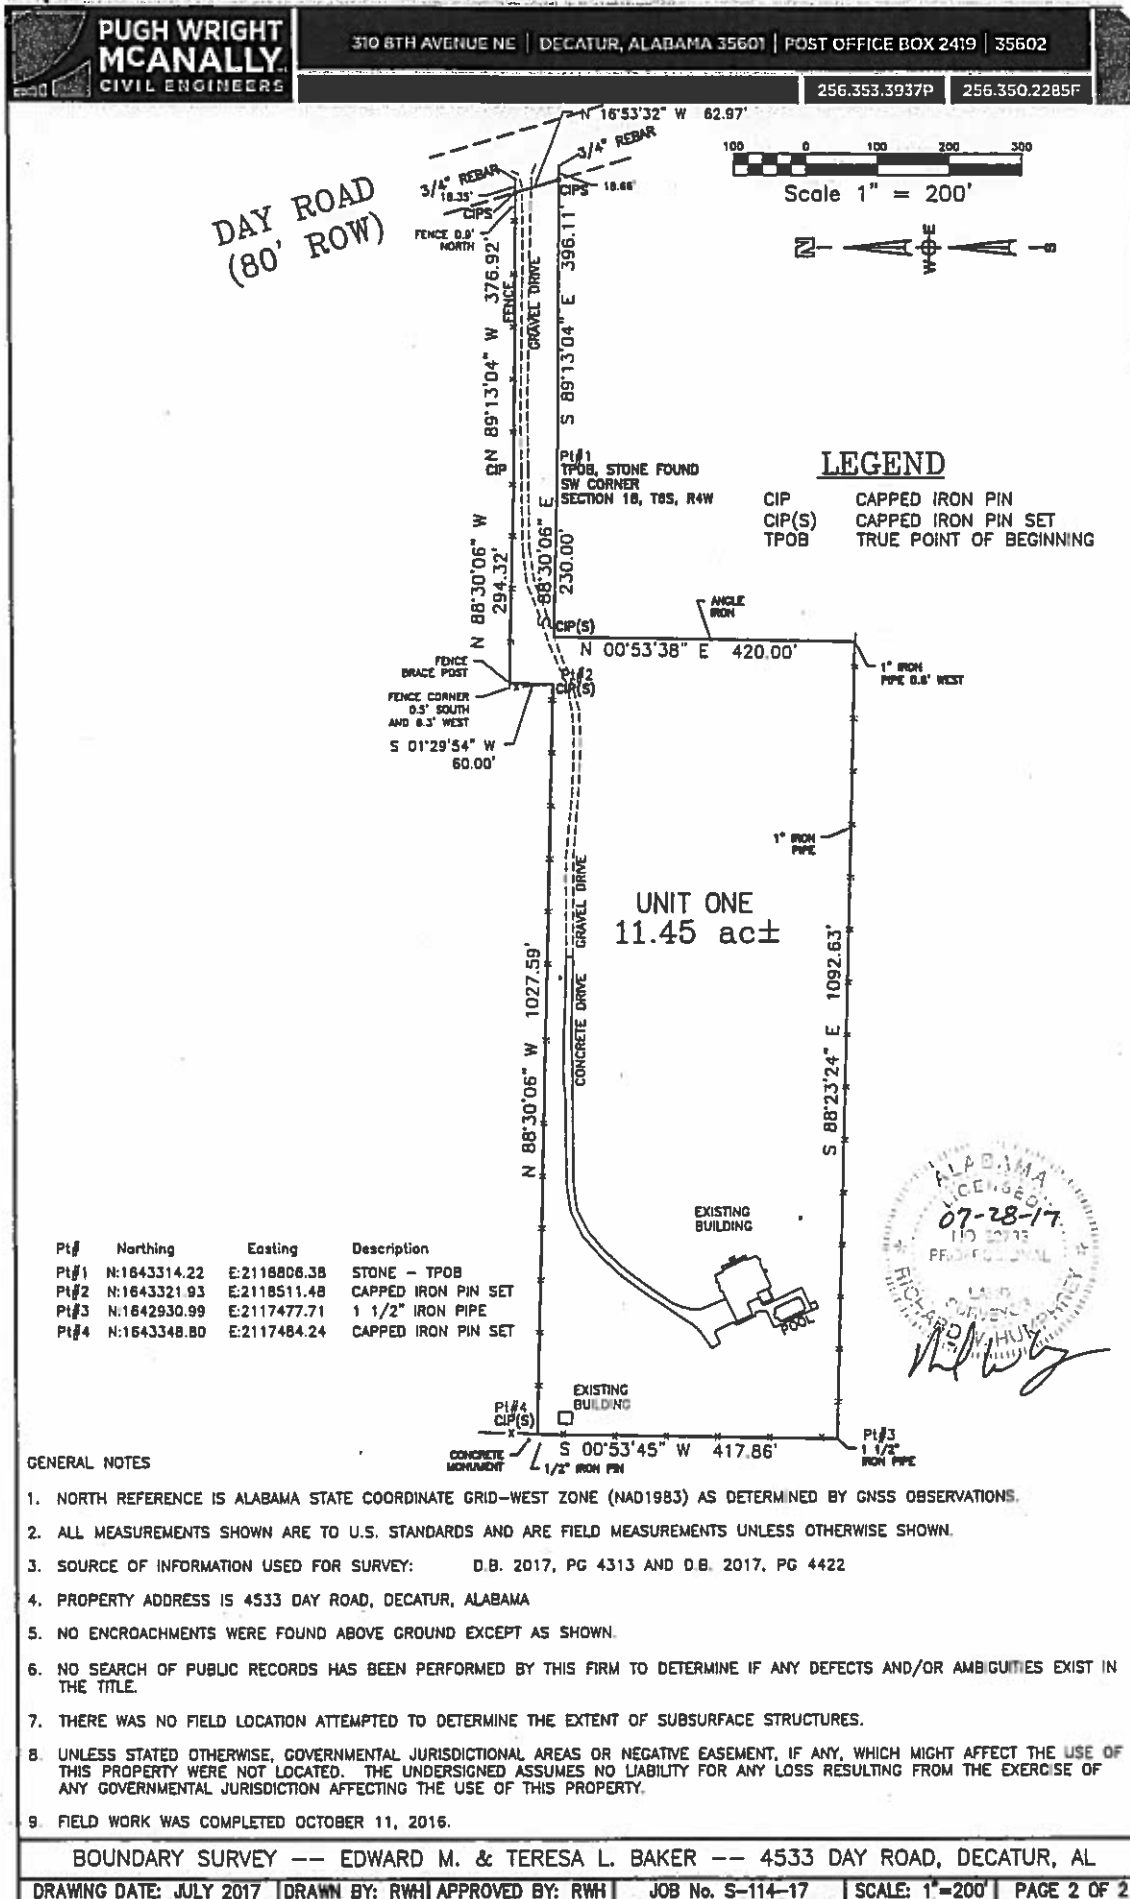 PUGH WRIGHT
MCANALLY
CIVIL ENGINEERS
310 8TH AVENUE NE | DECATUR, ALABAMA 35601 | POST OFFICE BOX 2419 | 35602
256.353.3937P 256.350.2285F
N 16°53'32" W 62.97'
3/4" REBAR
3/4" REBAR
18.35'
CIPS
CIPS 18.66'
FENCE 0.9'
NORTH
DAY ROAD
(80' ROW)
100 0 100 200 300
Scale 1" = 200'
N E W S
N 89°13'04" W 376.92'
FENCE
GRAVEL DRIVE
S 89°13'04" E 396.11'
CIP
Pt#1
TPOB, STONE FOUND
SW CORNER
SECTION 18, T6S, R4W
LEGEND
CIP CAPPED IRON PIN
CIP(S) CAPPED IRON PIN SET
TPOB TRUE POINT OF BEGINNING
N 88°30'06" W
294.32'
S 88°30'06" E
230.00'
CIP(S)
ANGLE
IRON
N 00°53'38" E 420.00'
1" IRON
PIPE 0.8' WEST
FENCE
BRACE POST
Pt#2
CIP(S)
FENCE CORNER
0.5' SOUTH
AND 8.3' WEST
S 01°29'54" W
60.00'
1" IRON
PIPE
GRAVEL DRIVE
UNIT ONE
11.45 ac±
N 88°30'06" W 1027.59'
CONCRETE DRIVE
S 88°23'24" E 1092.63'
ALABAMA
LICENSED
07-28-17
PROFESSIONAL
LAND
SURVEYOR
RICHARD W. HUMPHREY
EXISTING
BUILDING
POOL
Pt# Northing Easting Description
Pt#1 N:1643314.22 E:2118806.38 STONE - TPOB
Pt#2 N:1643321.93 E:2118511.48 CAPPED IRON PIN SET
Pt#3 N:1642930.99 E:2117477.71 1 1/2" IRON PIPE
Pt#4 N:1643348.80 E:2117484.24 CAPPED IRON PIN SET
EXISTING
BUILDING
Pt#4
CIP(S)
CONCRETE
MONUMENT
1/2" IRON PIN
S 00°53'45" W 417.86'
Pt#3
1 1/2"
IRON PIPE
GENERAL NOTES
1. NORTH REFERENCE IS ALABAMA STATE COORDINATE GRID-WEST ZONE (NAD1983) AS DETERMINED BY GNSS OBSERVATIONS.
2. ALL MEASUREMENTS SHOWN ARE TO U.S. STANDARDS AND ARE FIELD MEASUREMENTS UNLESS OTHERWISE SHOWN.
3. SOURCE OF INFORMATION USED FOR SURVEY: D.B. 2017, PG 4313 AND D.B. 2017, PG 4422
4. PROPERTY ADDRESS IS 4533 DAY ROAD, DECATUR, ALABAMA
5. NO ENCROACHMENTS WERE FOUND ABOVE GROUND EXCEPT AS SHOWN.
6. NO SEARCH OF PUBLIC RECORDS HAS BEEN PERFORMED BY THIS FIRM TO DETERMINE IF ANY DEFECTS AND/OR AMBIGUITIES EXIST IN
THE TITLE.
7. THERE WAS NO FIELD LOCATION ATTEMPTED TO DETERMINE THE EXTENT OF SUBSURFACE STRUCTURES.
8. UNLESS STATED OTHERWISE, GOVERNMENTAL JURISDICTIONAL AREAS OR NEGATIVE EASEMENT, IF ANY, WHICH MIGHT AFFECT THE USE OF
THIS PROPERTY WERE NOT LOCATED. THE UNDERSIGNED ASSUMES NO LIABILITY FOR ANY LOSS RESULTING FROM THE EXERCISE OF
ANY GOVERNMENTAL JURISDICTION AFFECTING THE USE OF THIS PROPERTY.
9. FIELD WORK WAS COMPLETED OCTOBER 11, 2016.
BOUNDARY SURVEY -- EDWARD M. & TERESA L. BAKER -- 4533 DAY ROAD, DECATUR, AL
DRAWING DATE: JULY 2017 DRAWN BY: RWH APPROVED BY: RWH JOB No. S-114-17 SCALE: 1"=200' PAGE 2 OF 2